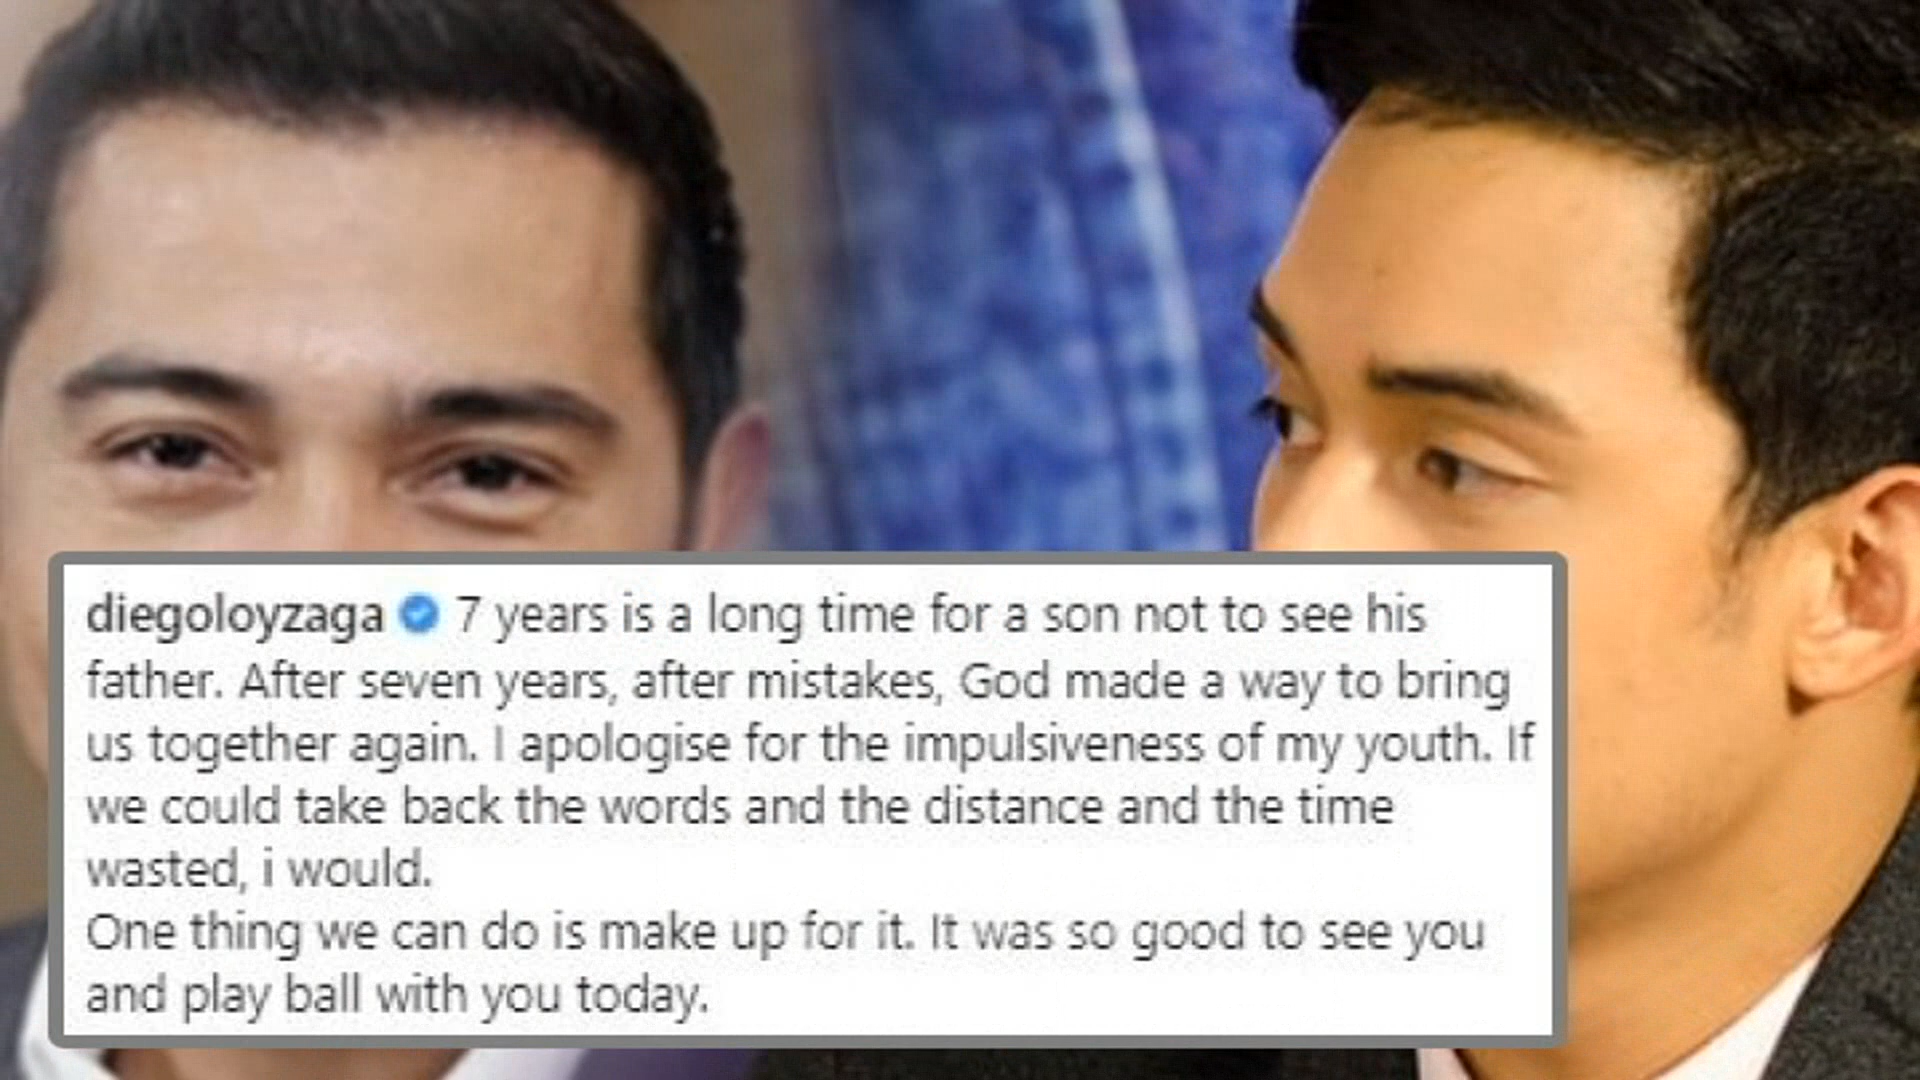 diegoloyzaga 7 years is a long time for a son not to see his
father. After seven years, after mistakes, God made a way to bring
us together again. I apologise for the impulsiveness of my youth. If
we could take back the words and the distance and the time
wasted, i would.
One thing we can do is make up for it. It was so good to see you
and play ball with you today.